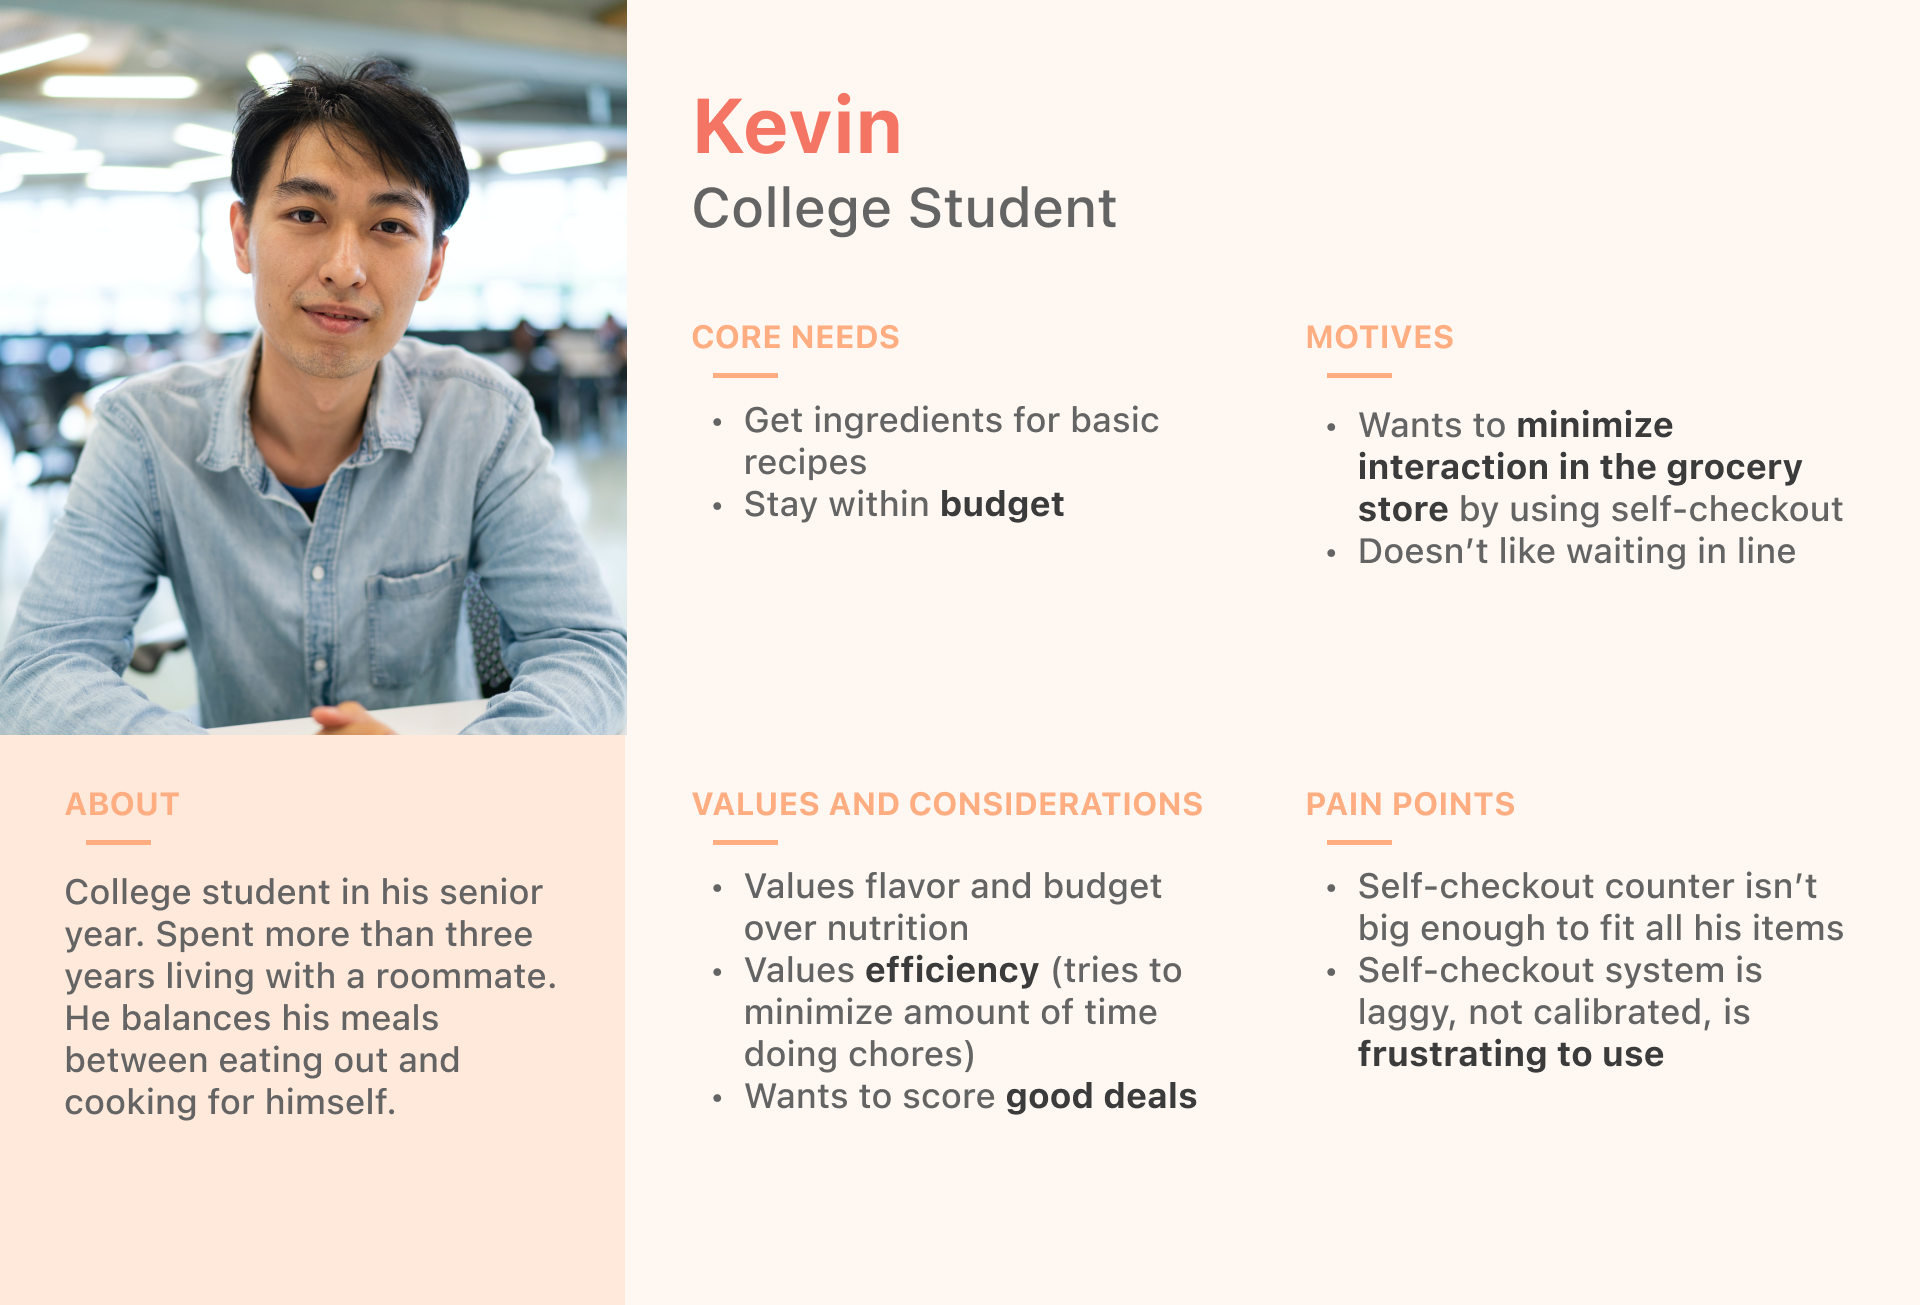 Kevin
College Student
CORE NEEDS
• Get ingredients for basic
recipes
• Stay within budget
MOTIVES
• Wants to minimize
interaction in the grocery
store by using self-checkout
• Doesn’t like waiting in line
ABOUT
College student in his senior
year. Spent more than three
years living with a roommate.
He balances his meals
between eating out and
cooking for himself.
VALUES AND CONSIDERATIONS
• Values flavor and budget
over nutrition
• Values efficiency (tries to
minimize amount of time
doing chores)
• Wants to score good deals
PAIN POINTS
• Self-checkout counter isn’t
big enough to fit all his items
• Self-checkout system is
laggy, not calibrated, is
frustrating to use